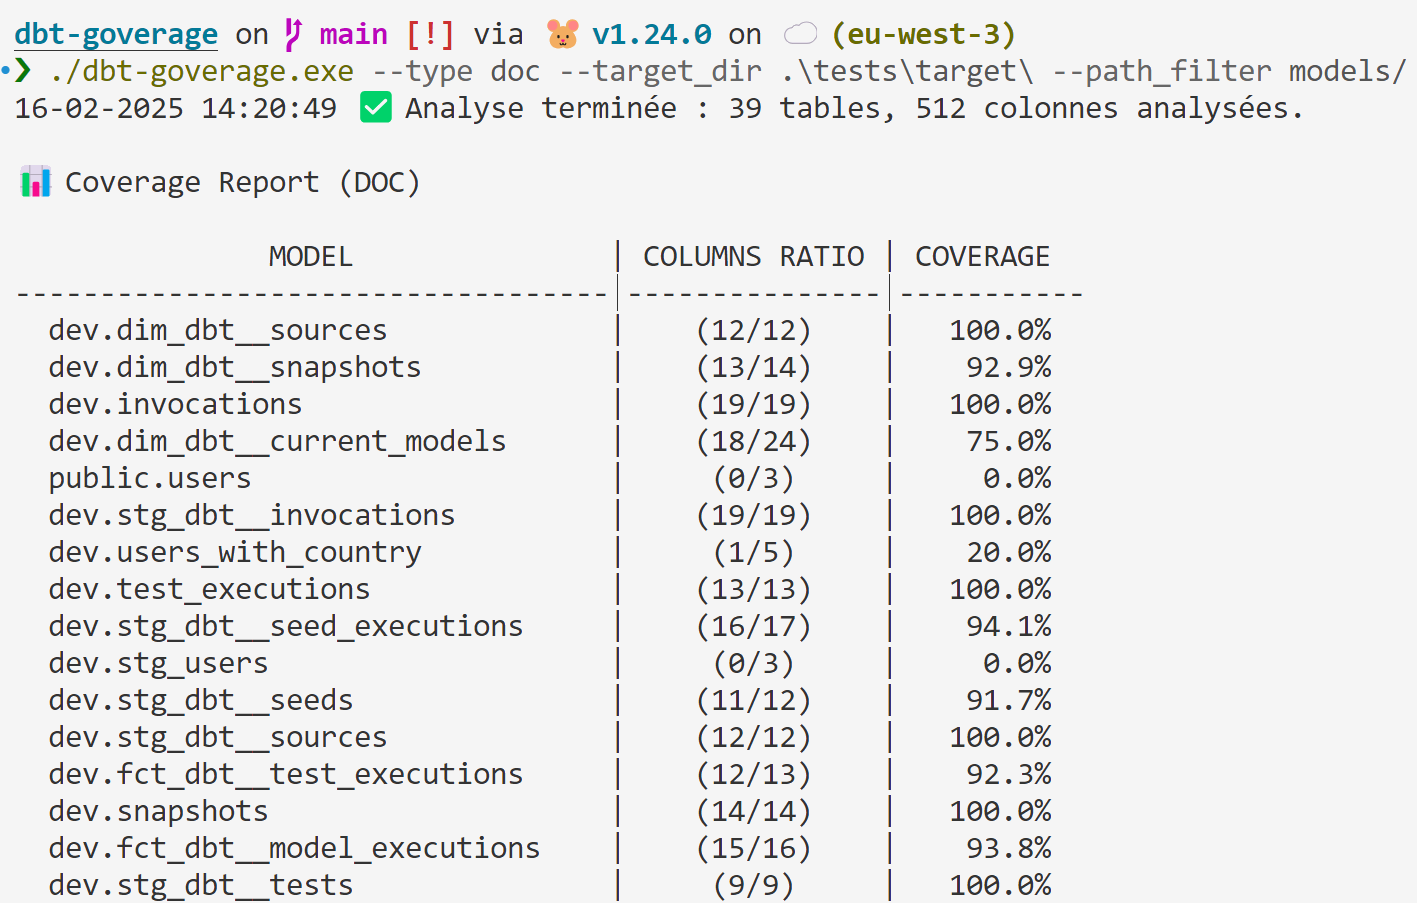 dbt-goverage on main [!] via 🐹 v1.24.0 on ☁️ (eu-west-3)
❯ ./dbt-goverage.exe --type doc --target_dir .\tests\target\ --path_filter models/
16-02-2025 14:20:49 ✅ Analyse terminée : 39 tables, 512 colonnes analysées.
📊 Coverage Report (DOC)
MODEL | COLUMNS RATIO | COVERAGE
-----------------------------------|---------------|-----------
dev.dim_dbt__sources | (12/12) | 100.0%
dev.dim_dbt__snapshots | (13/14) | 92.9%
dev.invocations | (19/19) | 100.0%
dev.dim_dbt__current_models | (18/24) | 75.0%
public.users | (0/3) | 0.0%
dev.stg_dbt__invocations | (19/19) | 100.0%
dev.users_with_country | (1/5) | 20.0%
dev.test_executions | (13/13) | 100.0%
dev.stg_dbt__seed_executions | (16/17) | 94.1%
dev.stg_users | (0/3) | 0.0%
dev.stg_dbt__seeds | (11/12) | 91.7%
dev.stg_dbt__sources | (12/12) | 100.0%
dev.fct_dbt__test_executions | (12/13) | 92.3%
dev.snapshots | (14/14) | 100.0%
dev.fct_dbt__model_executions | (15/16) | 93.8%
dev.stg_dbt__tests | (9/9) | 100.0%